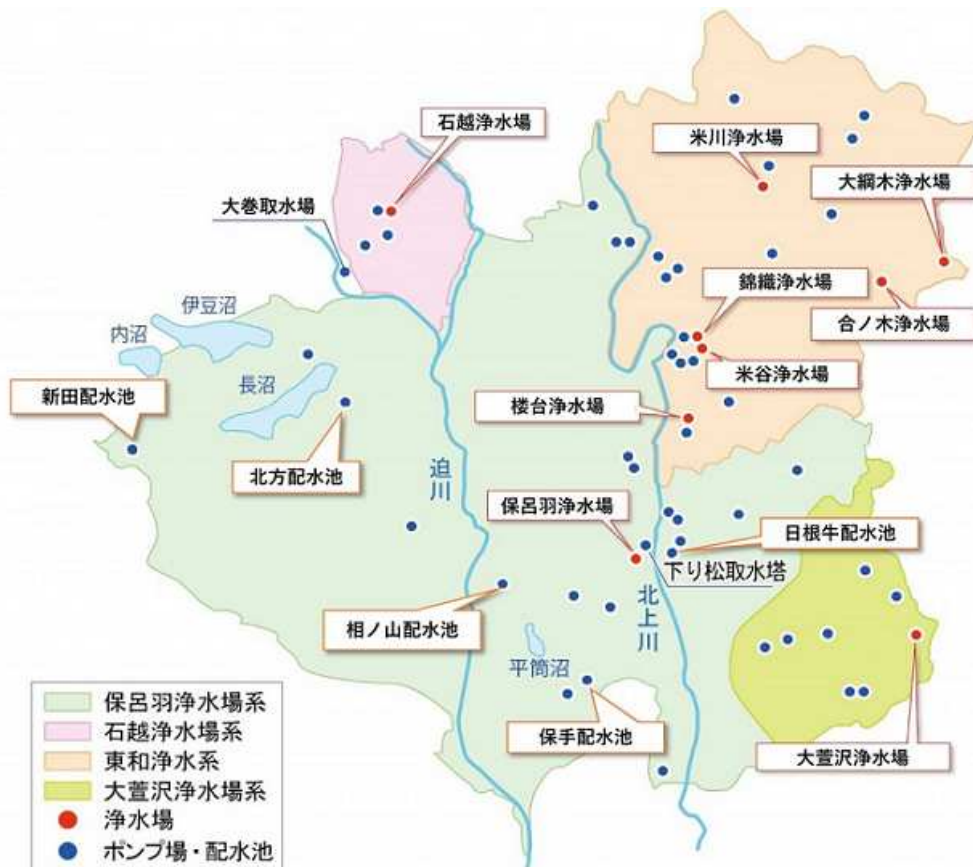 石越浄水場
米川浄水場
大綱木浄水場
大巻取水場
錦織浄水場
合ノ木浄水場
伊豆沼
内沼
米谷浄水場
新田配水池
長沼
楼台浄水場
北方配水池
迫川
保呂羽浄水場
日根牛配水池
下り松取水塔
北上川
相ノ山配水池
平筒沼
保手配水池
大萱沢浄水場
保呂羽浄水場系
石越浄水場系
東和浄水系
大萱沢浄水場系
浄水場
ポンプ場・配水池